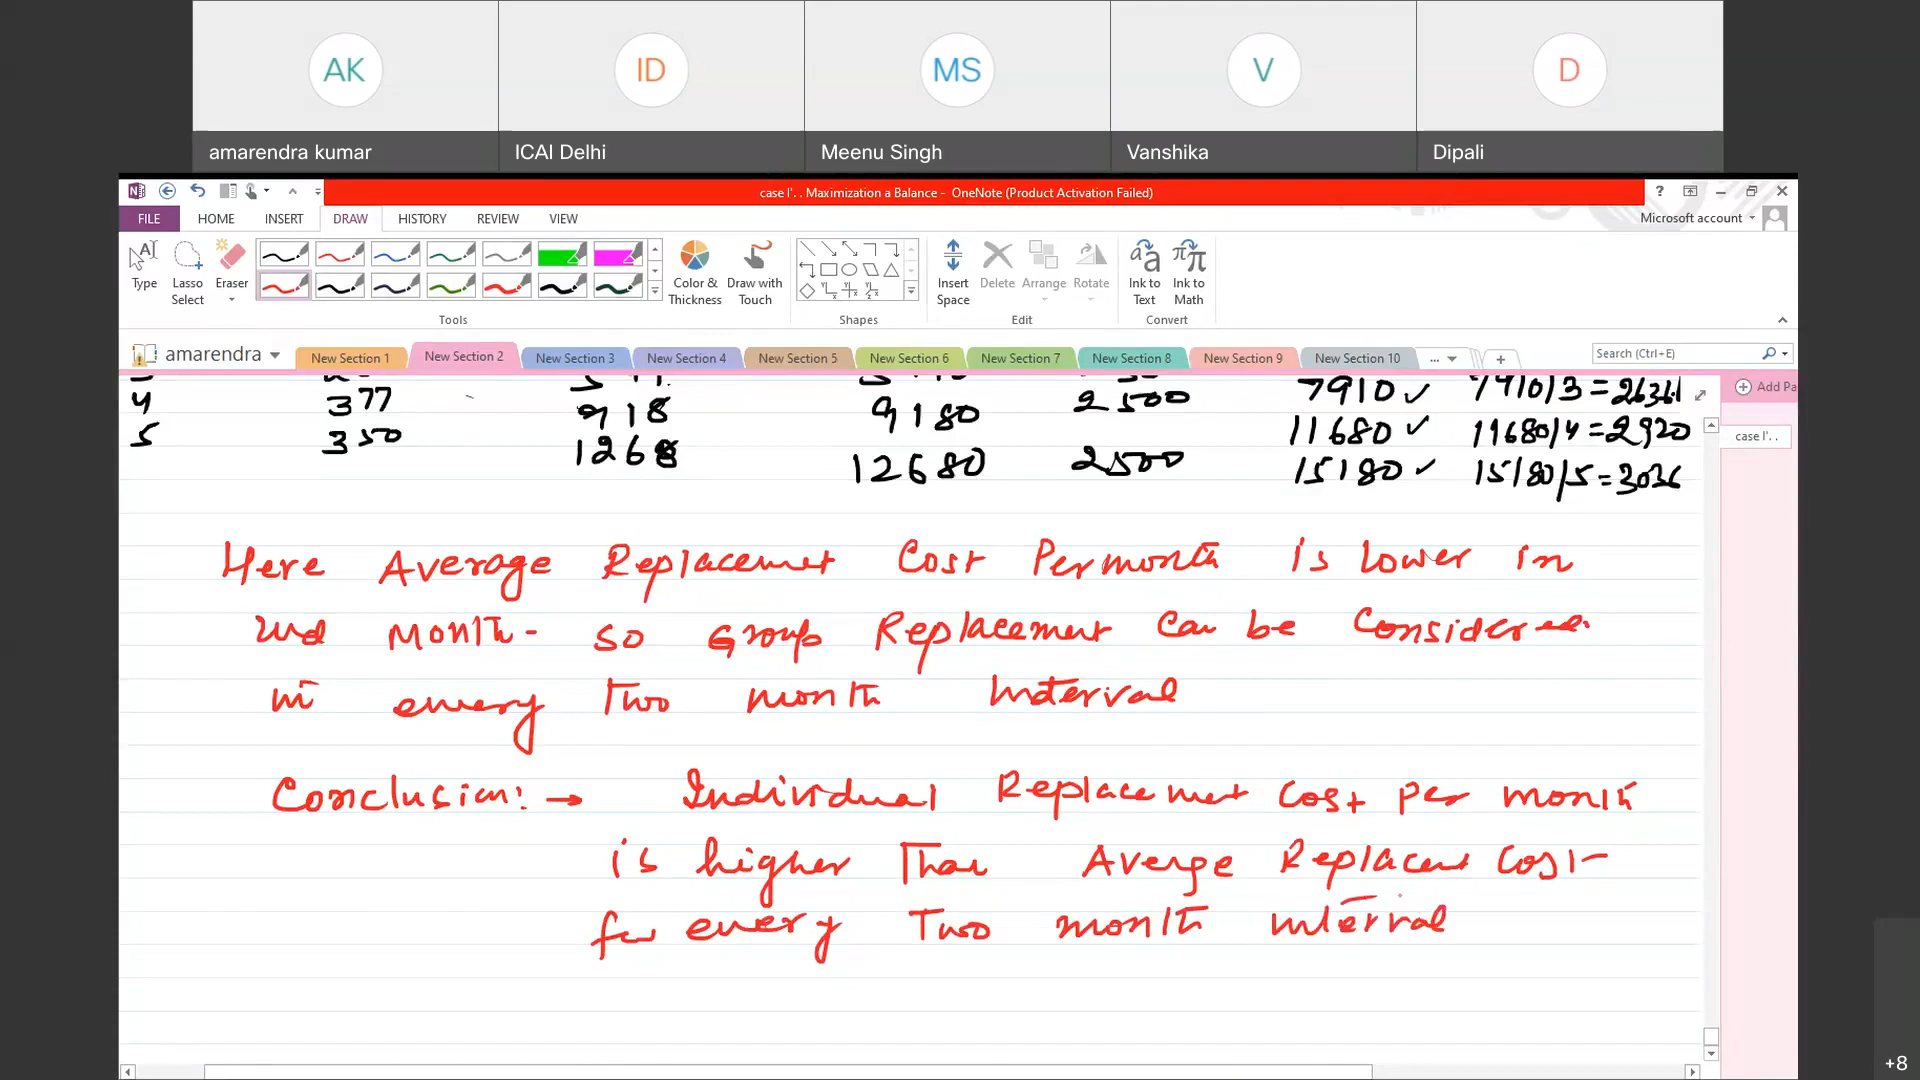 AK ID MS V D
amarendra kumar ICAI Delhi Meenu Singh Vanshika Dipali
case I'. . Maximization a Balance - OneNote (Product Activation Failed)
FILE HOME INSERT DRAW HISTORY REVIEW VIEW Microsoft account
Type Lasso Select Eraser Color & Thickness Draw with Touch Insert Space Delete Arrange Rotate Ink to Text Ink to Math
Tools Shapes Edit Convert
amarendra New Section 1 New Section 2 New Section 3 New Section 4 New Section 5 New Section 6 New Section 7 New Section 8 New Section 9 New Section 10 ... Search (Ctrl+E)
Add Pa
case I'. .
7910 ✓ 7910/3 =
4 377 918 9180 2500 11680 ✓ 11680/4 = 2920
5 350 1268 12680 2500 15180 ✓ 15180/5 = 3036
Here Average Replacement Cost Per month is lower in
2nd Month- so Group Replacement can be Considered.
in every Two month interval
Conclusion: → Individual Replacement cost per month
is higher Than Average Replacement cost
for every Two month interval
+8